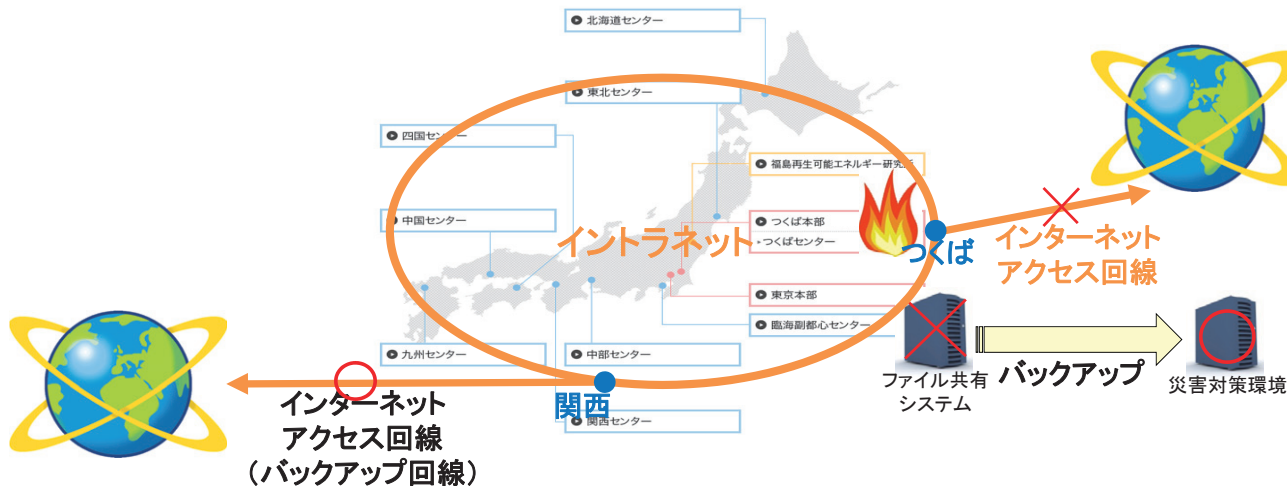 北海道センター
東北センター
四国センター
福島再生可能エネルギー研究所
中国センター
つくば本部
つくばセンター
イントラネット
つくば
インターネット
アクセス回線
東京本部
臨海副都心センター
九州センター
中部センター
ファイル共有
システム
バックアップ
災害対策環境
関西
関西センター
インターネット
アクセス回線
(バックアップ回線)